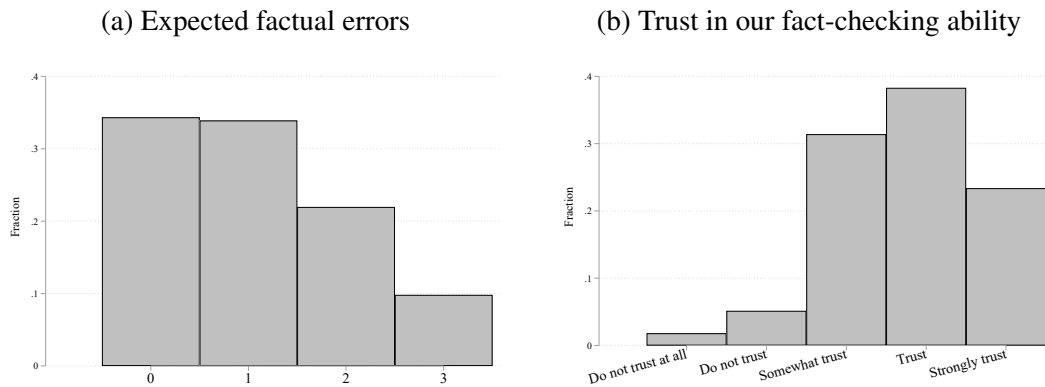 (a) Expected factual errors
.4
.3
.2
.1
0
Fraction
0 1 2 3
(b) Trust in our fact-checking ability
.4
.3
.2
.1
0
Fraction
Do not trust at all
Do not trust
Somewhat trust
Trust
Strongly trust